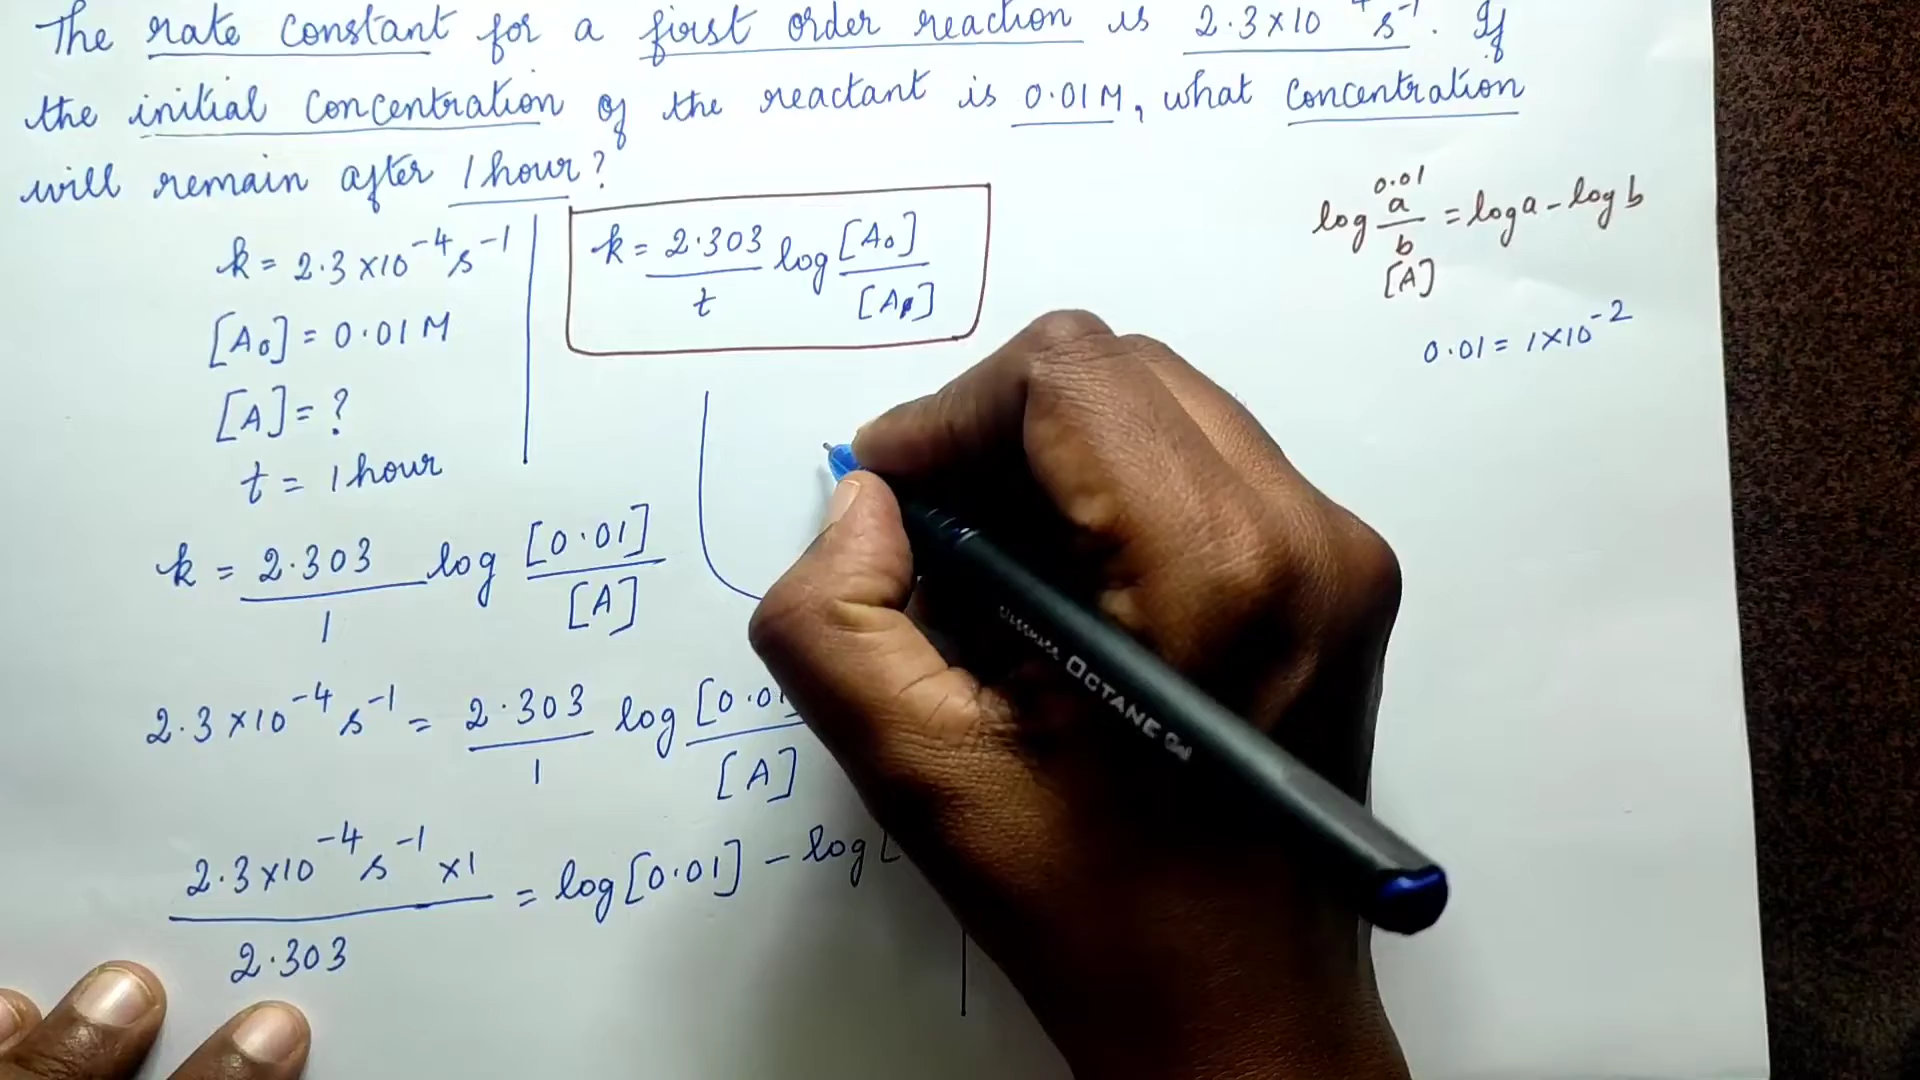 The rate constant for a first order reaction is 2.3×10⁻⁴ s⁻¹. If
the initial concentration of the reactant is 0.01M, what concentration
will remain after 1 hour?
k = 2.3×10⁻⁴ s⁻¹
[A₀] = 0.01 M
[A] = ?
t = 1 hour
k = 2.303/t log [A₀]/[A]
log 0.01 a/b [A] = log a - log b
0.01 = 1×10⁻²
k = 2.303/1 log [0.01]/[A]
2.3×10⁻⁴ s⁻¹ = 2.303/1 log [0.01/[A]
2.3×10⁻⁴ s⁻¹ ×1/2.303 = log[0.01] - log[
CLASSMATE OCTANE Gel